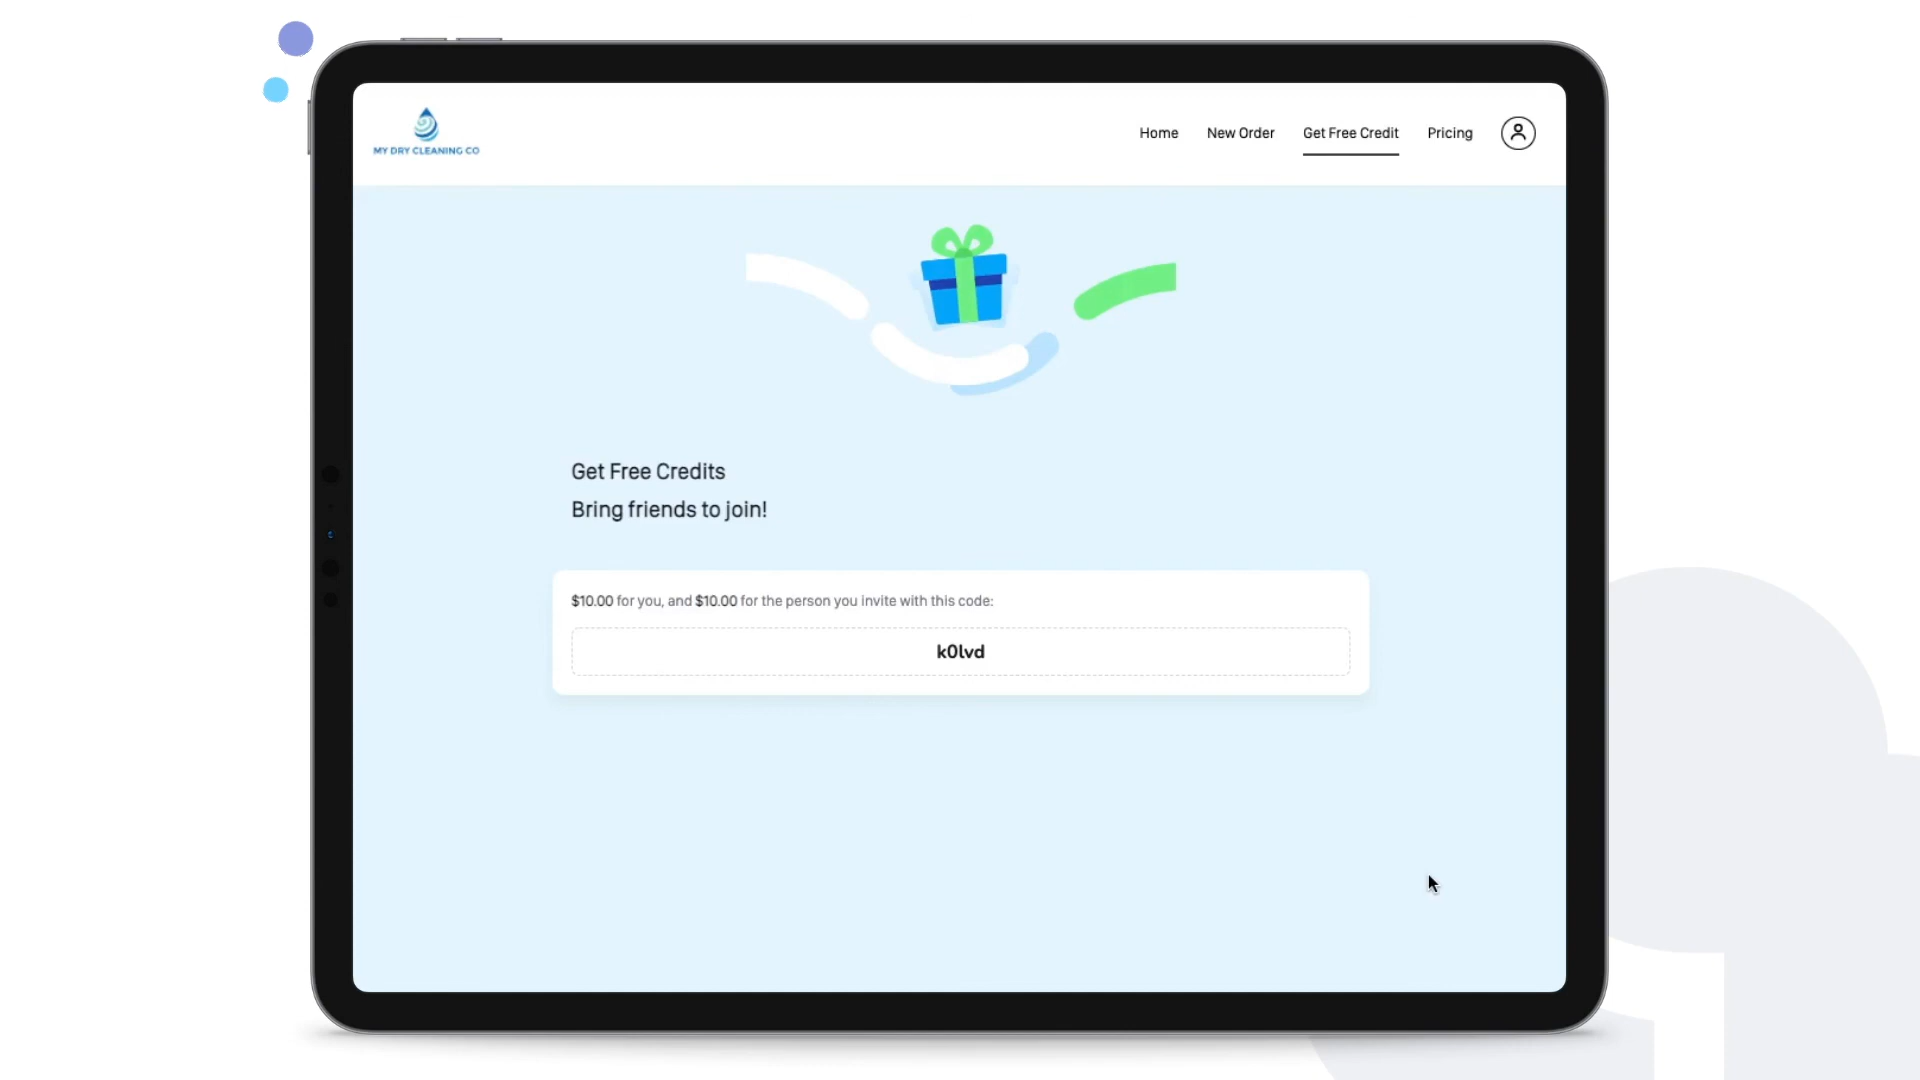 MY DRY CLEANING CO
Home New Order Get Free Credit Pricing
Get Free Credits
Bring friends to join!
$10.00 for you, and $10.00 for the person you invite with this code:
k0lvd